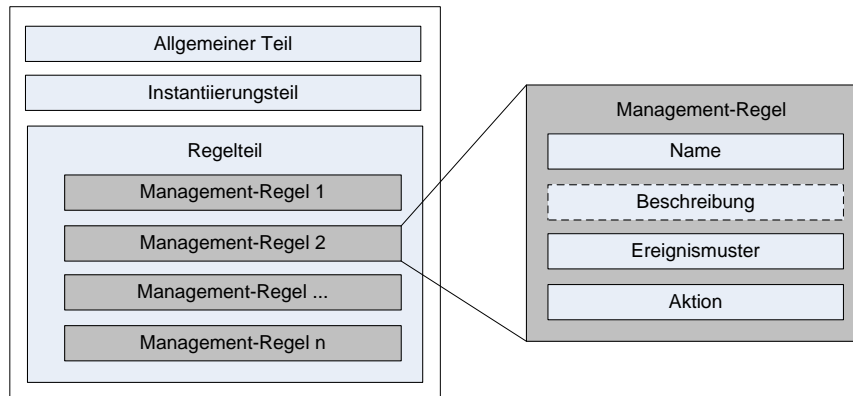 Allgemeiner Teil
Instantiierungsteil
Regelteil
Management-Regel 1
Management-Regel 2
Management-Regel ...
Management-Regel n
Management-Regel
Name
Beschreibung
Ereignismuster
Aktion